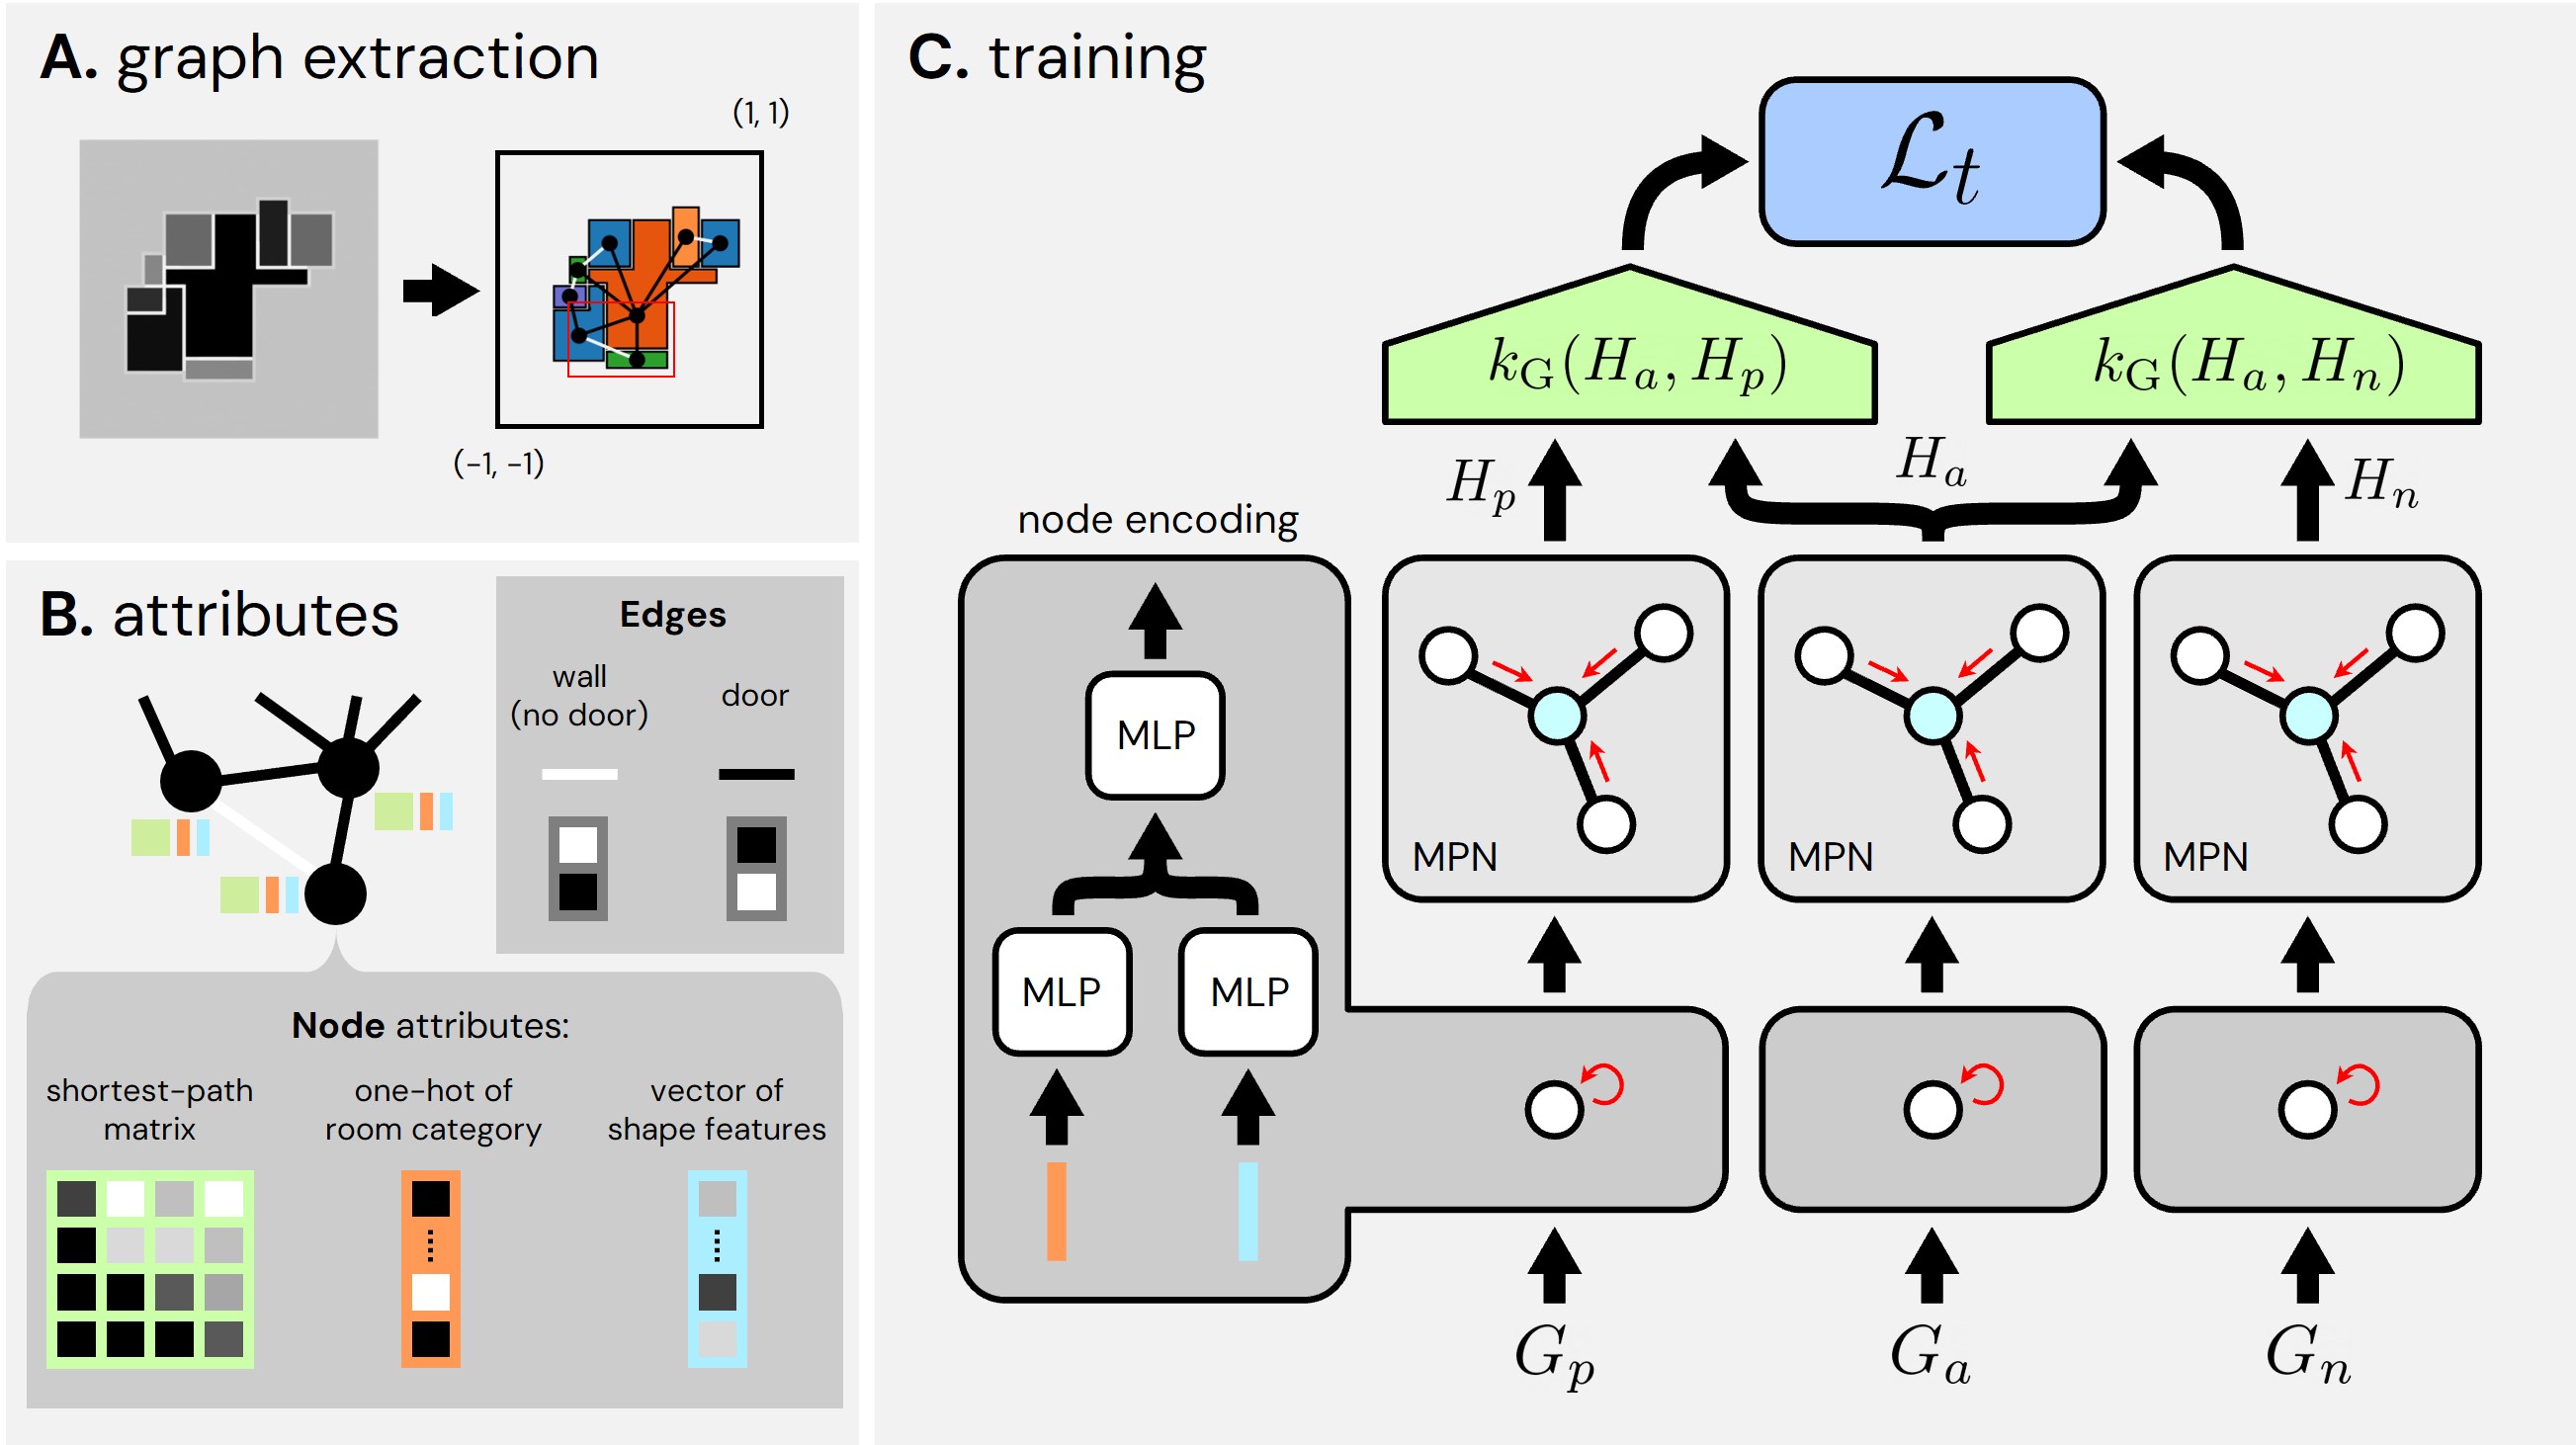 A. graph extraction
(1, 1)
(-1, -1)
B. attributes
Edges
wall
(no door)
door
Node attributes:
shortest-path
matrix
one-hot of
room category
vector of
shape features
C. training
ℒ_t
k_G(H_a, H_p)
k_G(H_a, H_n)
H_p
H_a
H_n
node encoding
MLP
MLP
MLP
MPN
MPN
MPN
G_p
G_a
G_n